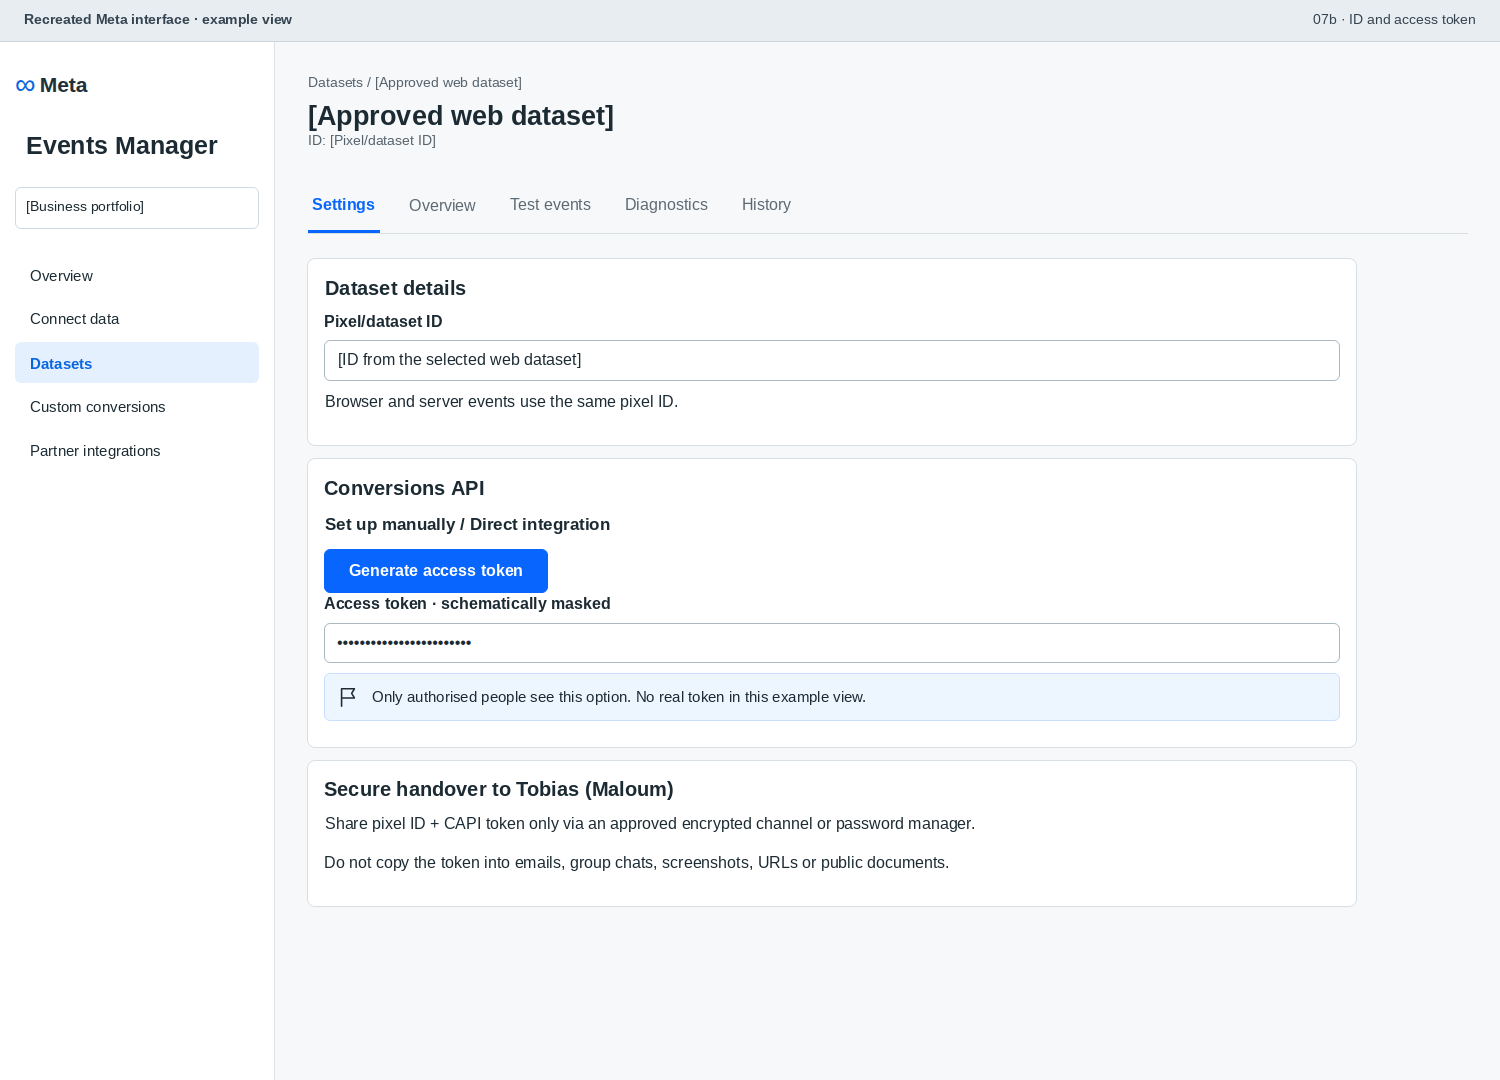 Recreated Meta interface · example view
07b · ID and access token
∞ Meta
Events Manager
[Business portfolio]
Overview
Connect data
Datasets
Custom conversions
Partner integrations
Datasets / [Approved web dataset]
[Approved web dataset]
ID: [Pixel/dataset ID]
Settings
Overview
Test events
Diagnostics
History
Dataset details
Pixel/dataset ID
[ID from the selected web dataset]
Browser and server events use the same pixel ID.
Conversions API
Set up manually / Direct integration
Generate access token
Access token · schematically masked
••••••••••••••••••••••••
Only authorised people see this option. No real token in this example view.
Secure handover to Tobias (Maloum)
Share pixel ID + CAPI token only via an approved encrypted channel or password manager.
Do not copy the token into emails, group chats, screenshots, URLs or public documents.